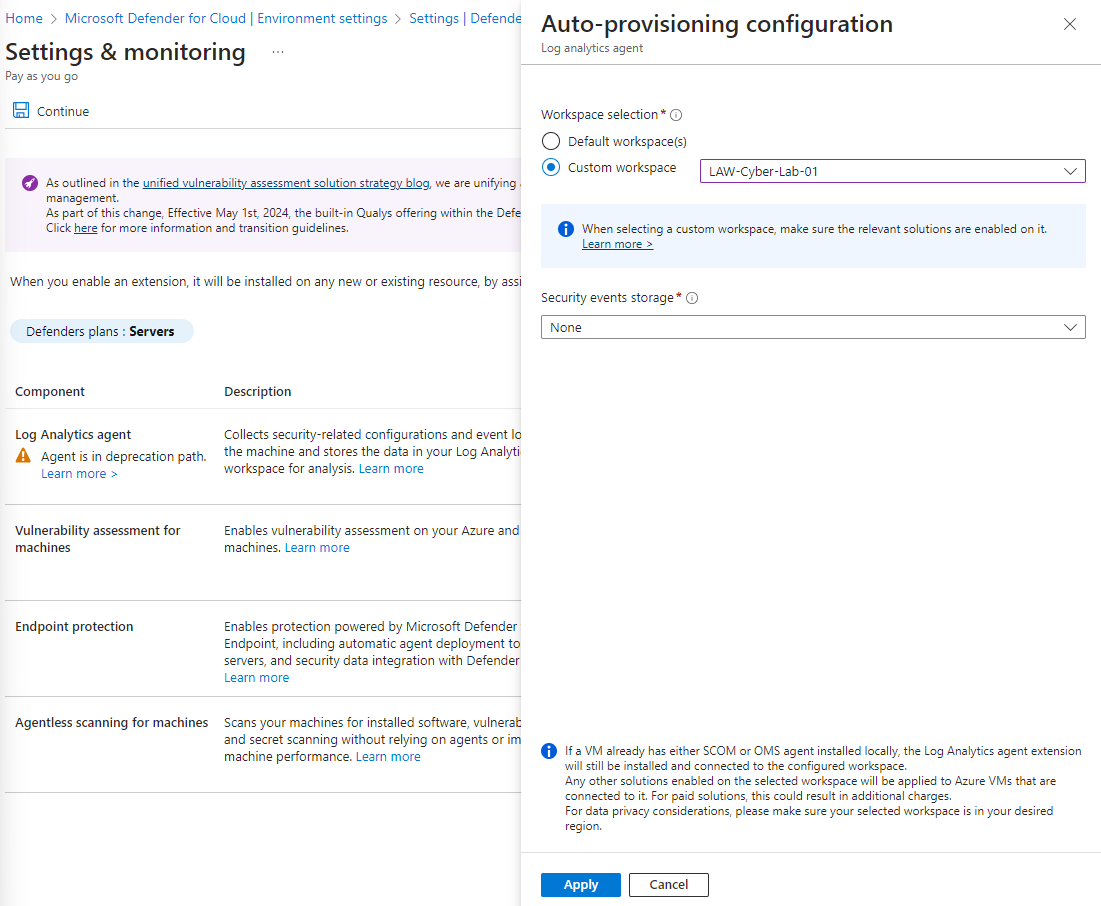 Home > Microsoft Defender for Cloud | Environment settings > Settings | Defende
Settings & monitoring ...
Pay as you go
Continue
As outlined in the unified vulnerability assessment solution strategy blog, we are unifying
management.
As part of this change, Effective May 1st, 2024, the built-in Qualys offering within the Defe
Click here for more information and transition guidelines.
When you enable an extension, it will be installed on any new or existing resource, by assi
Defenders plans : Servers
Component Description
Log Analytics agent
Agent is in deprecation path.
Learn more >
Collects security-related configurations and event lo
the machine and stores the data in your Log Analyti
workspace for analysis. Learn more
Vulnerability assessment for
machines
Enables vulnerability assessment on your Azure and
machines. Learn more
Endpoint protection
Enables protection powered by Microsoft Defender
Endpoint, including automatic agent deployment to
servers, and security data integration with Defender
Learn more
Agentless scanning for machines
Scans your machines for installed software, vulnerab
and secret scanning without relying on agents or im
machine performance. Learn more
Auto-provisioning configuration
Log analytics agent
Workspace selection *
Default workspace(s)
Custom workspace
LAW-Cyber-Lab-01
When selecting a custom workspace, make sure the relevant solutions are enabled on it.
Learn more >
Security events storage *
None
If a VM already has either SCOM or OMS agent installed locally, the Log Analytics agent extension
will still be installed and connected to the configured workspace.
Any other solutions enabled on the selected workspace will be applied to Azure VMs that are
connected to it. For paid solutions, this could result in additional charges.
For data privacy considerations, please make sure your selected workspace is in your desired
region.
Apply
Cancel